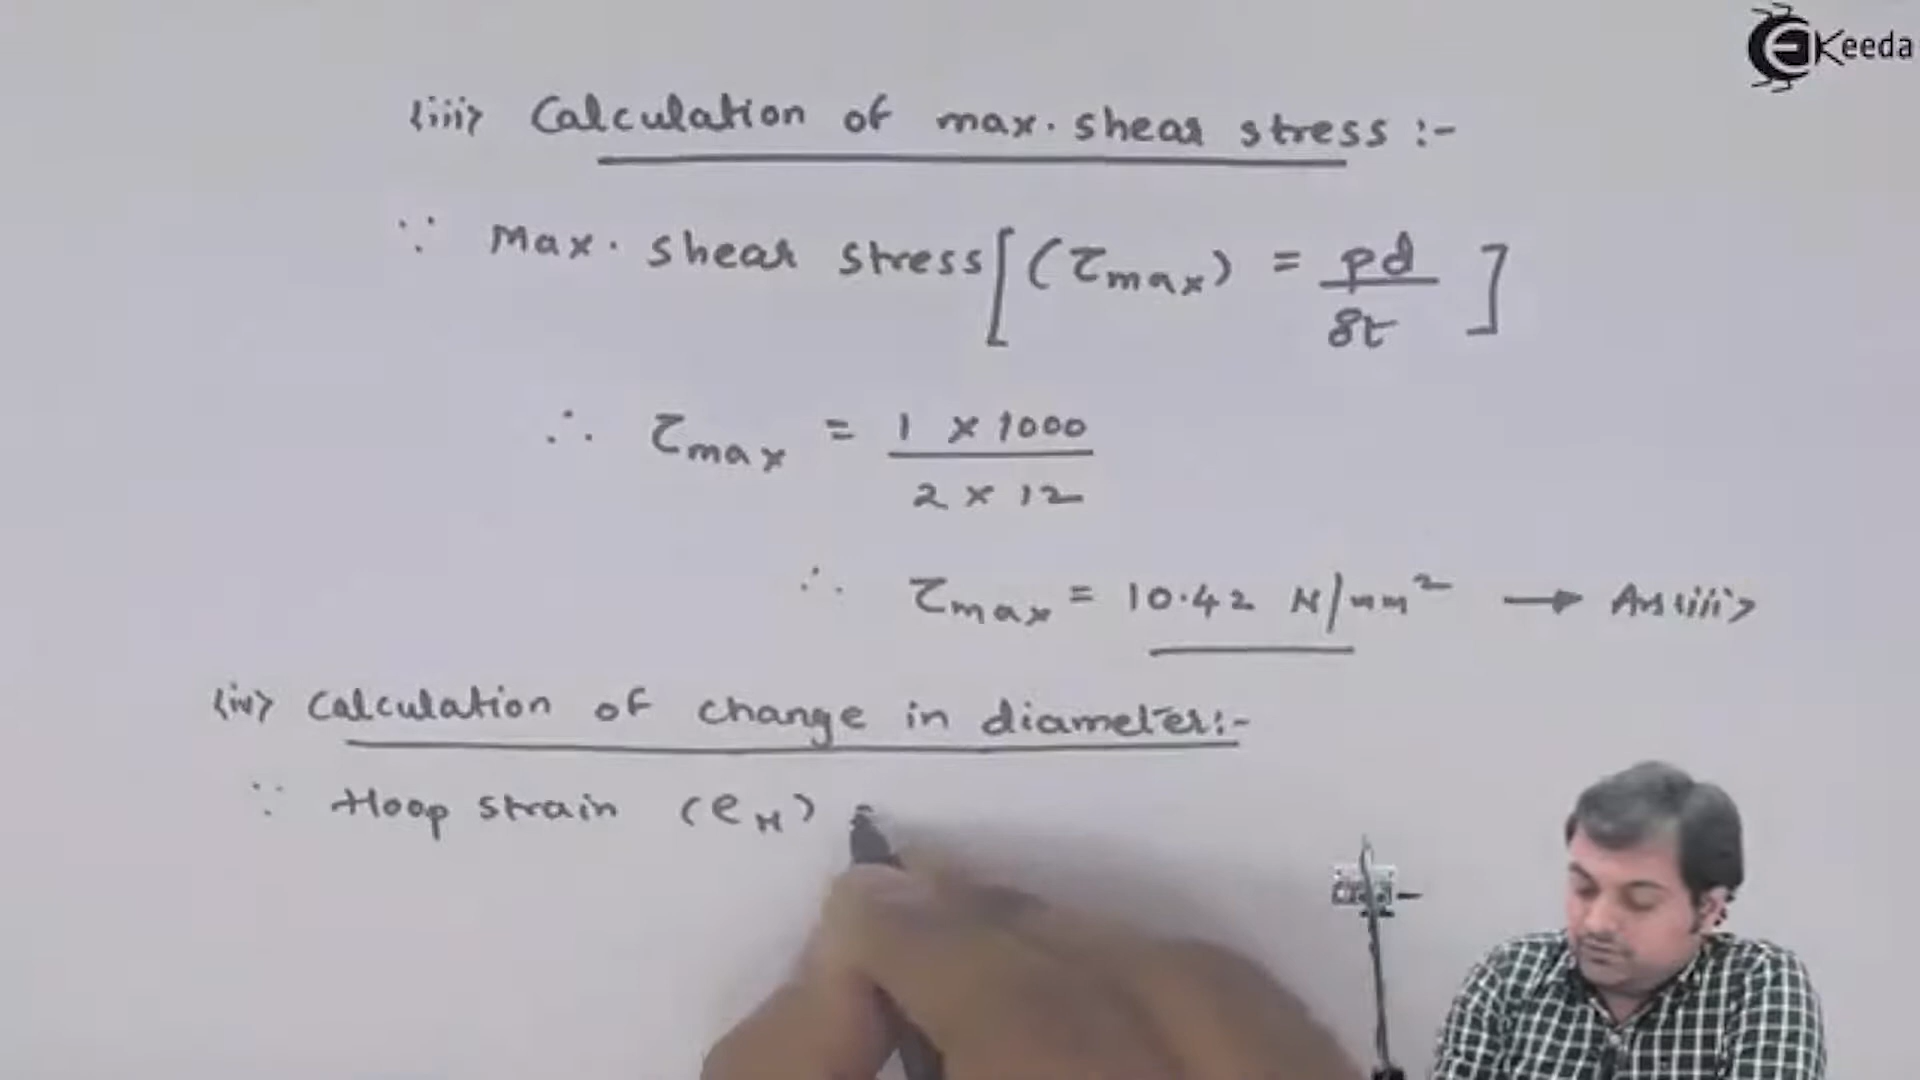 Ekeeda
(iii) Calculation of max. shear stress :-
∵ Max. shear stress [(τmax) = pd/8t]
∴ τmax = 1 × 1000 / 2 × 12
∴ τmax = 10.42 N/mm² → Ans(iii)
(iv) Calculation of change in diameter:-
∵ Hoop strain (eH) =